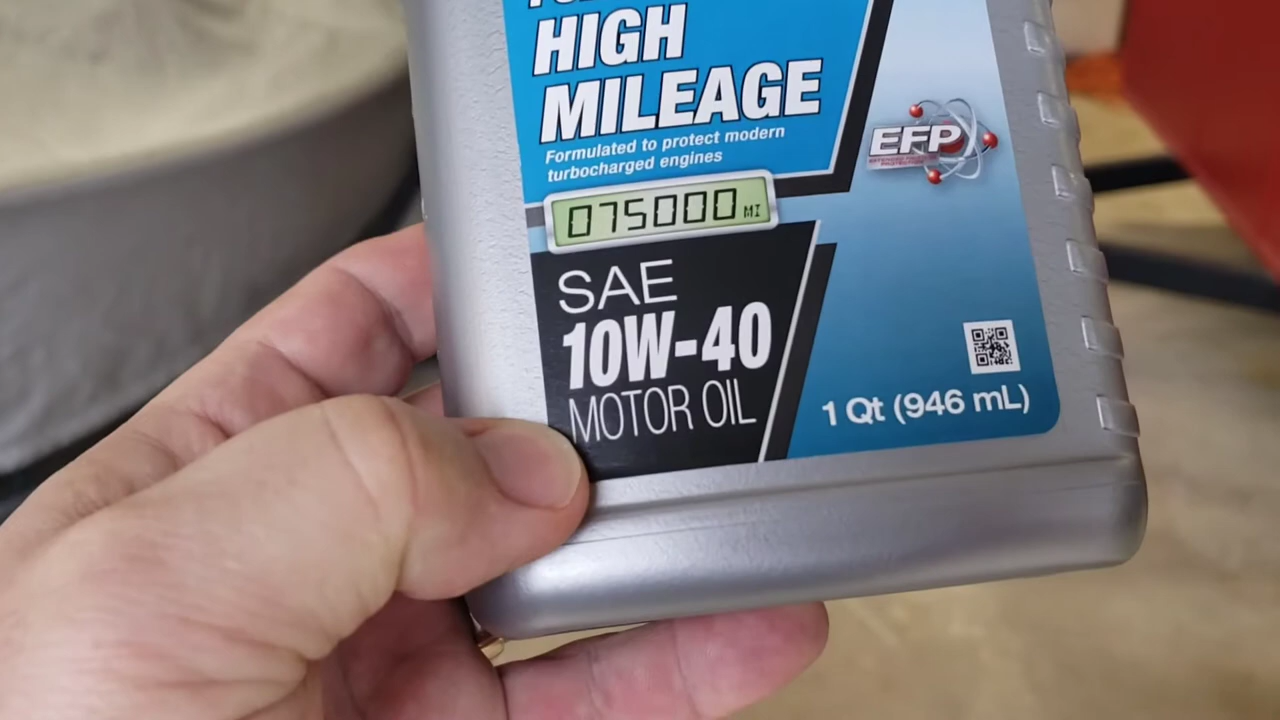 HIGH
MILEAGE
Formulated to protect modern
turbocharged engines
075000 MI
EFP
SAE
10W-40
MOTOR OIL
1 Qt (946 mL)